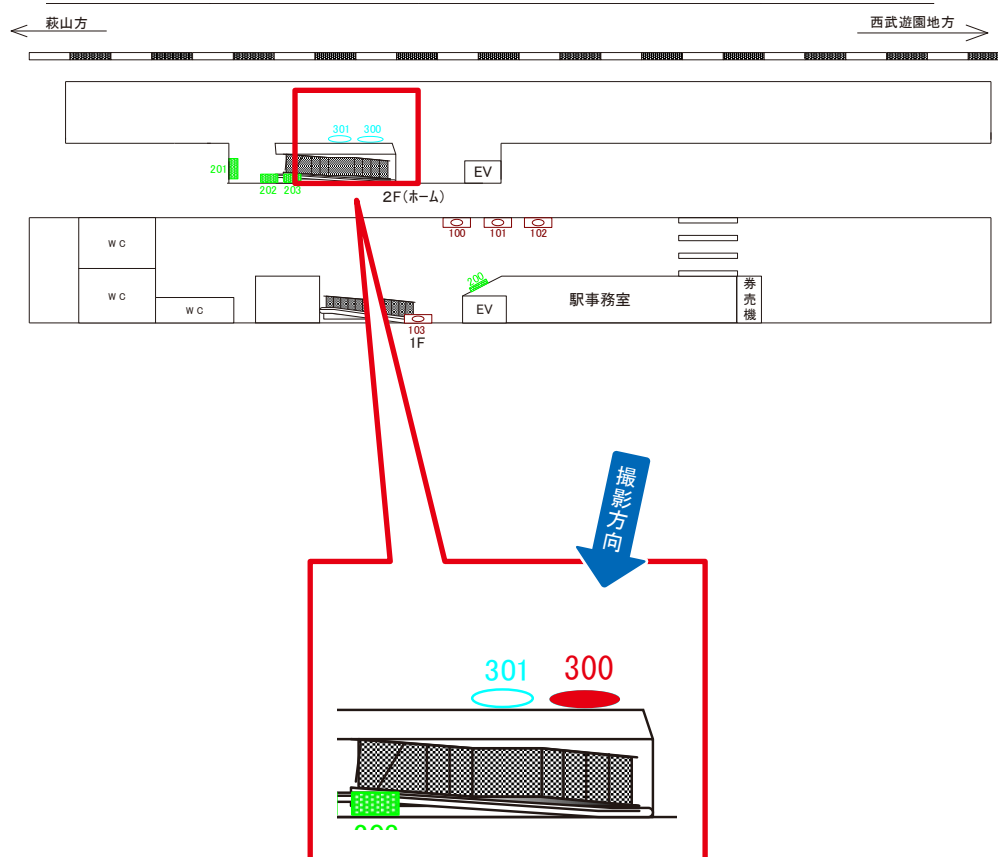 萩山方
西武遊園地方
301 300
201
202 203
EV
2F(ホーム)
100 101 102
WC
WC
WC
200
EV
駅事務室
券売機
103
1F
撮影方向
301 300